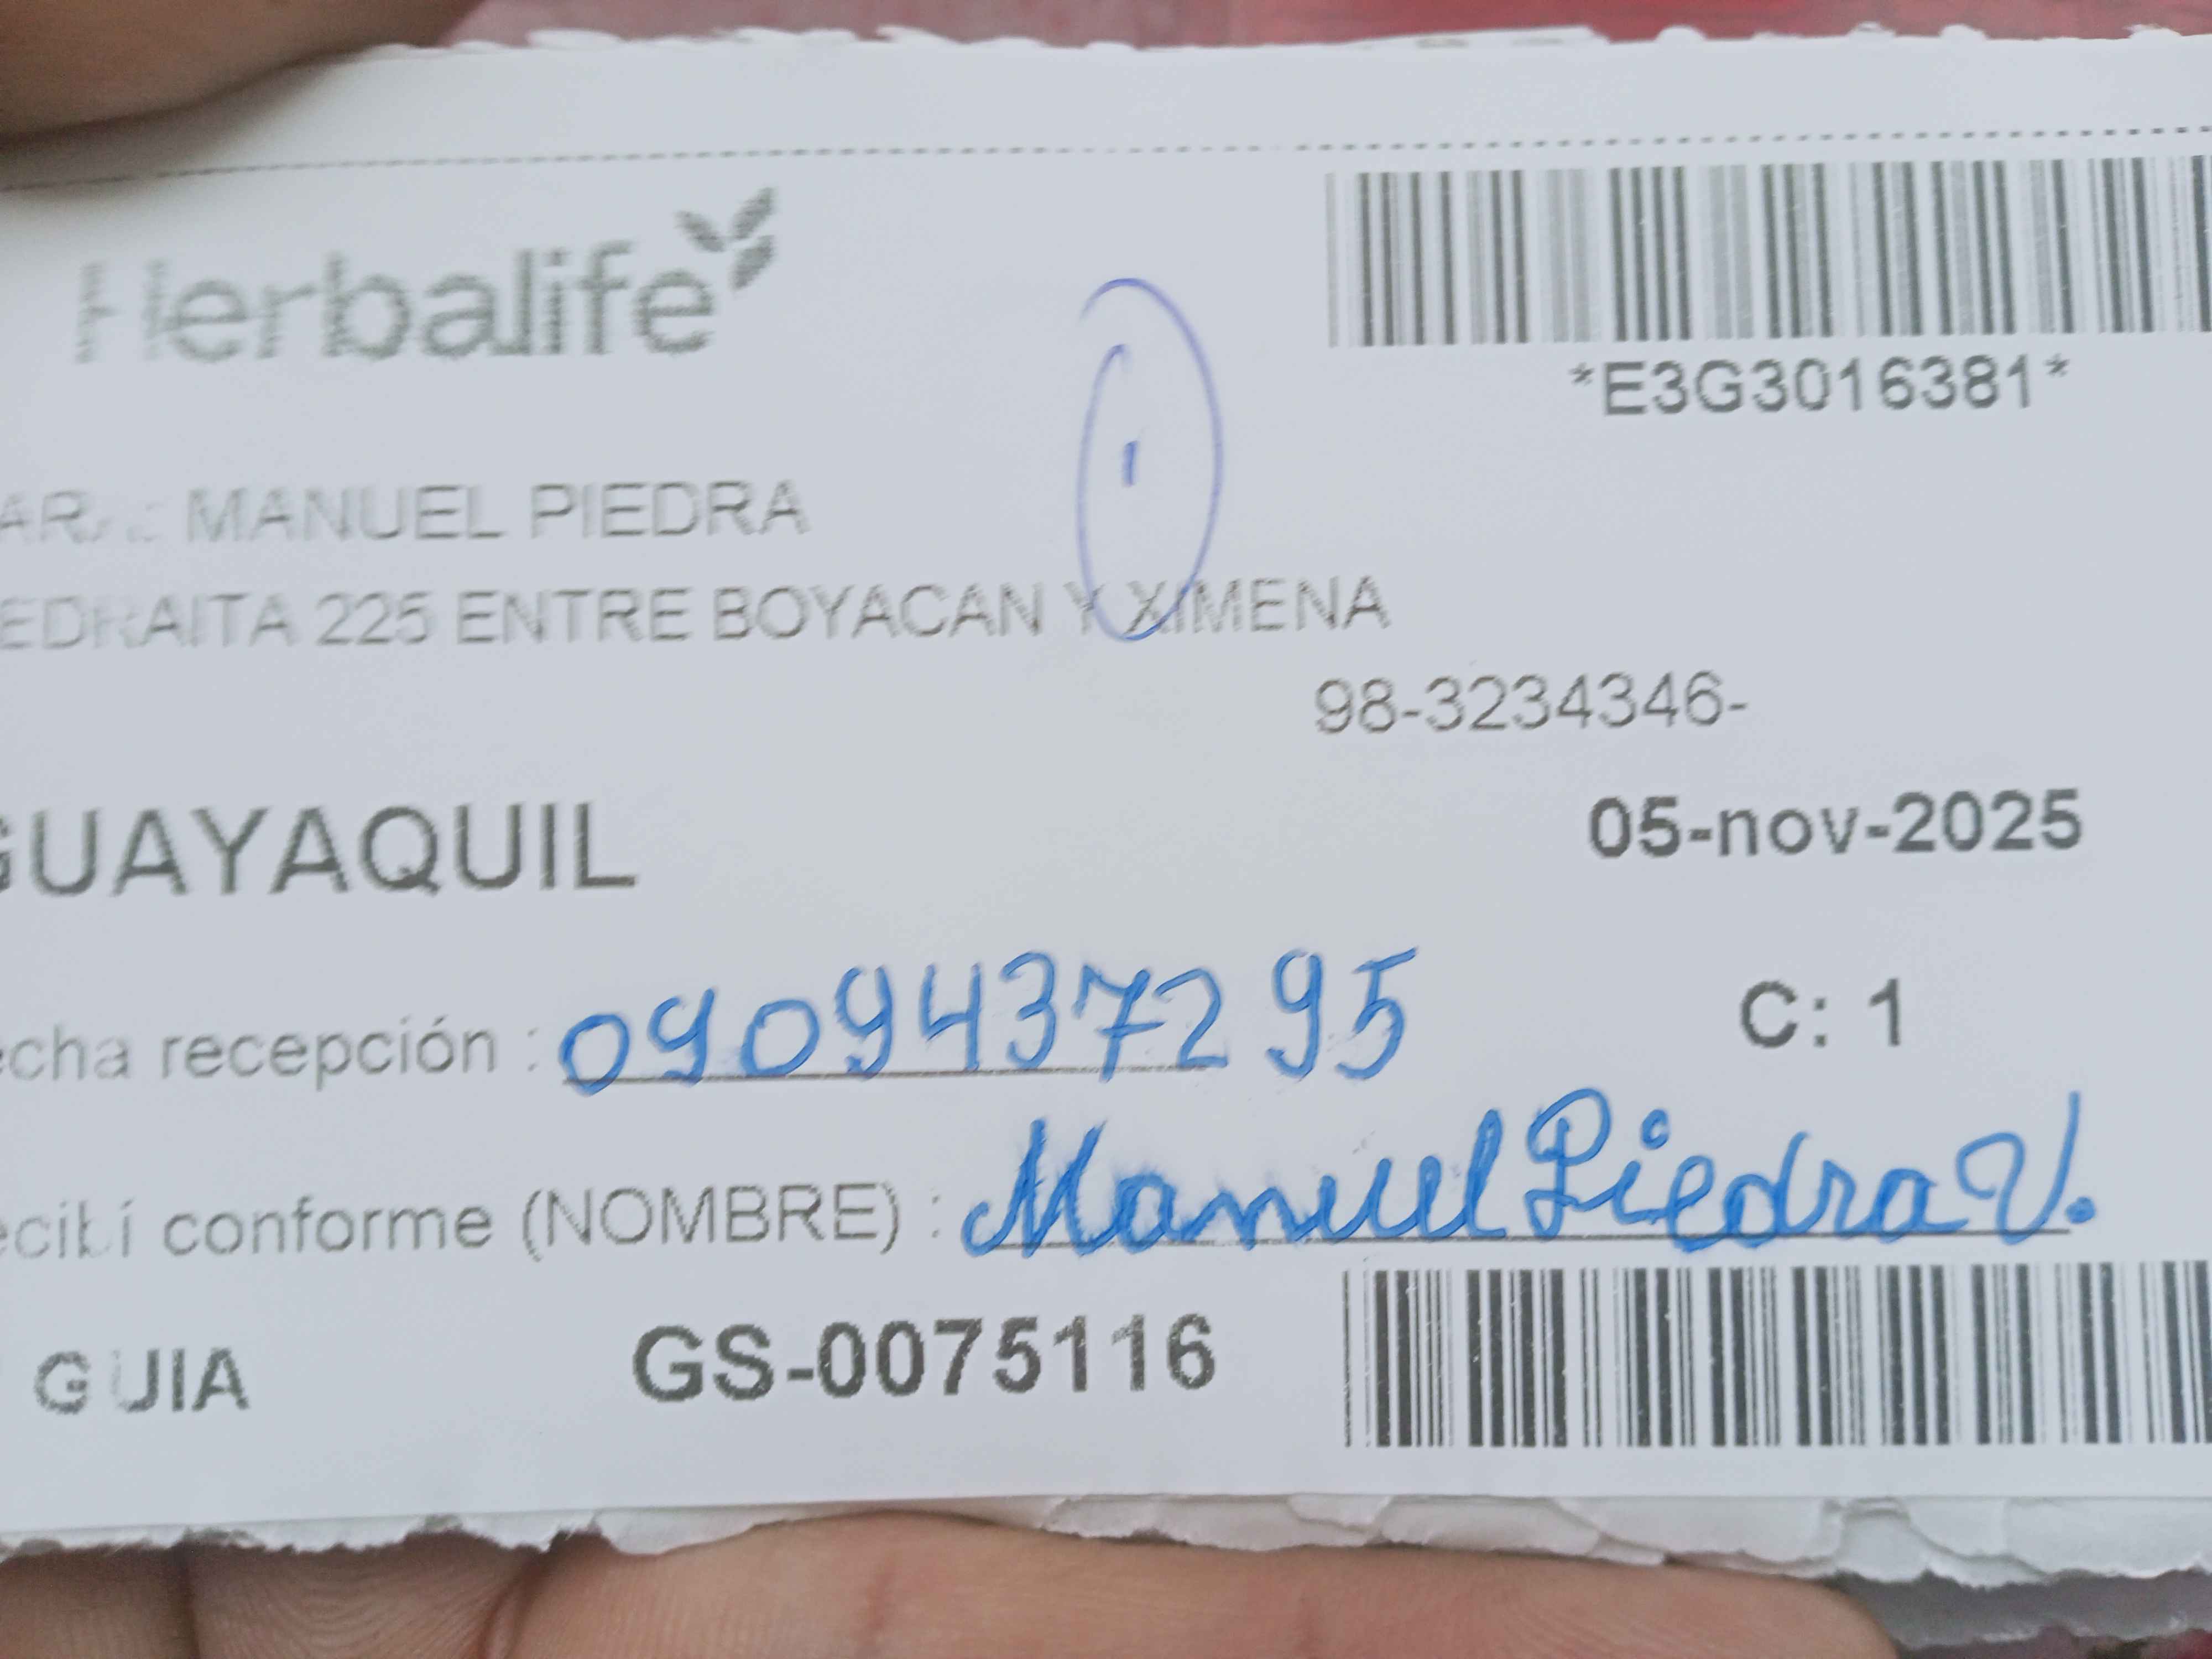 Herbalife
*E3G3016381*
1
MANUEL PIEDRA
EDRAITA 225 ENTRE BOYACAN Y XIMENA
98-3234346-
GUAYAQUIL
05-nov-2025
echa recepción : 0909437295
C: 1
ecibí conforme (NOMBRE) : Manuel Piedra V.
GUIA GS-0075116